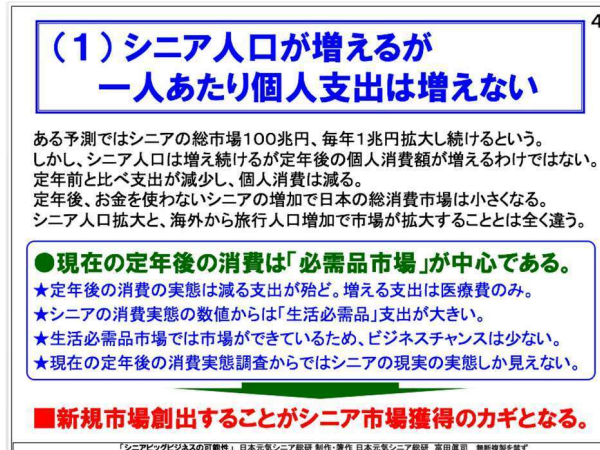 4
(1)シニア人口が増えるが
一人あたり個人支出は増えない
ある予測ではシニアの総市場100兆円、毎年1兆円拡大し続けるという。
しかし、シニア人口は増え続けるが定年後の個人消費額が増えるわけではない。
定年前と比べ支出が減少し、個人消費は減る。
定年後、お金を使わないシニアの増加で日本の総消費市場は小さくなる。
シニア人口拡大と、海外から旅行人口増加で市場が拡大することとは全く違う。
●現在の定年後の消費は「必需品市場」が中心である。
★定年後の消費の実態は減る支出が殆ど。増える支出は医療費のみ。
★シニアの消費実態の数値からは「生活必需品」支出が大きい。
★生活必需品市場では市場ができているため、ビジネスチャンスは少ない。
★現在の定年後の消費実態調査からではシニアの現実の実態しか見えない。
■新規市場創出することがシニア市場獲得のカギとなる。
「シニアビッグビジネスの可能性」 日本元気シニア総研 制作・著作 日本元気シニア総研 富田眞司 無断複製を禁ず